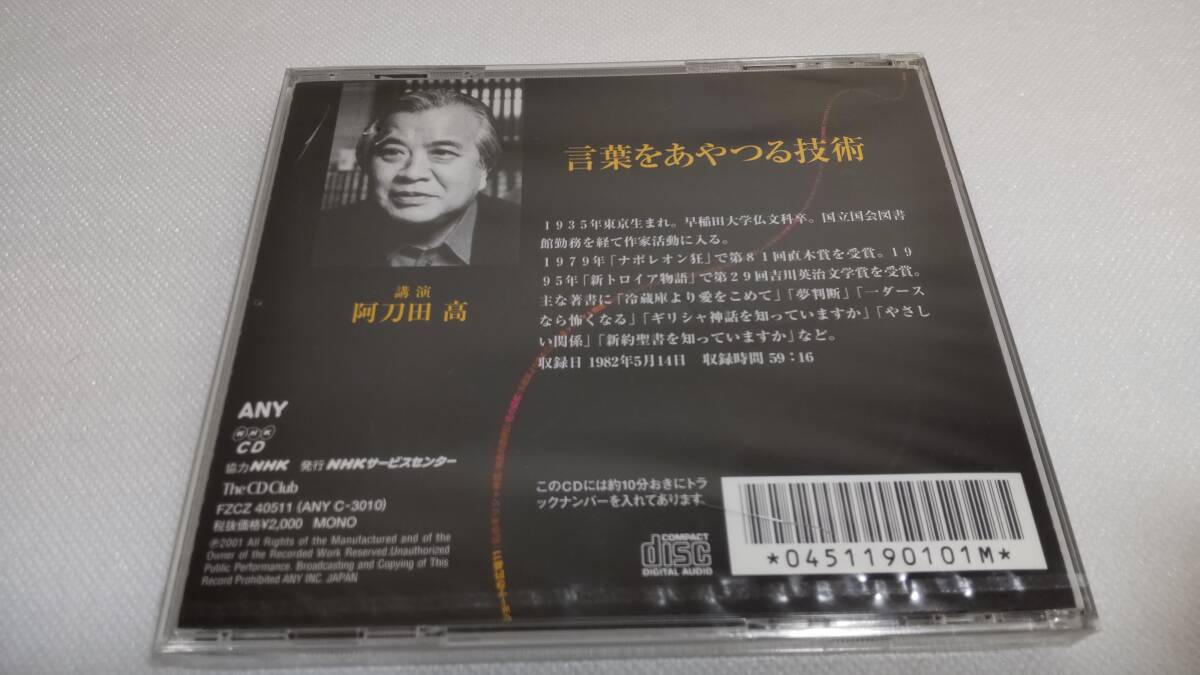 言葉をあやつる技術
1935年東京生まれ。早稲田大学仏文科卒。国立国会図書
館勤務を経て作家活動に入る。
1979年「ナポレオン狂」で第81回直木賞を受賞。19
95年「新トロイア物語」で第29回吉川英治文学賞を受賞。
主な著書に「冷蔵庫より愛をこめて」「夢判断」「一ダース
なら怖くなる」「ギリシャ神話を知っていますか」「やさし
い関係」「新約聖書を知っていますか」など。
収録日 1982年5月14日 収録時間 59:16
講演
阿刀田 高
ANY
NHK
CD
協力 NHK 発行 NHKサービスセンター
The CD Club
FZCZ 40511 (ANY C-3010)
税抜価格¥2,000 MONO
℗2001 All Rights of the Manufactured and of the
Owner of the Recorded Work Reserved.Unauthorized
Public Performance. Broadcasting and Copying of This
Record Prohibited ANY INC. JAPAN
このCDには約10分おきにトラ
ックナンバーを入れてあります。
COMPACT
disc
DIGITAL AUDIO
*0451190101M*